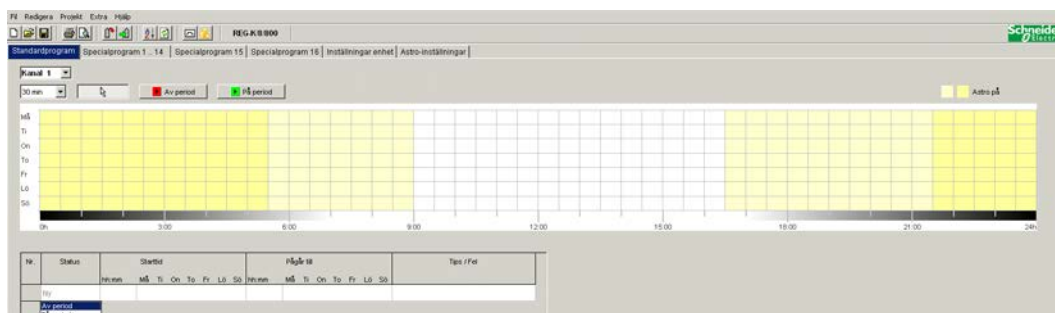 Fil Redigera Projekt Extra Hjälp
REG-K/8/800
Schneide
Electr
Standardprogram Specialprogram 1 .. 14 Specialprogram 15 Specialprogram 16 Inställningar enhet Astro-inställningar
Kanal 1
30 min Av period På period Astro på
Må
Ti
On
To
Fr
Lö
Sö
0h 3:00 6:00 9:00 12:00 15:00 18:00 21:00 24h
Nr. Status Starttid Pågår till Tips / Fel
hh:mm Må Ti On To Fr Lö Sö hh:mm Må Ti On To Fr Lö Sö
Ny
Av period